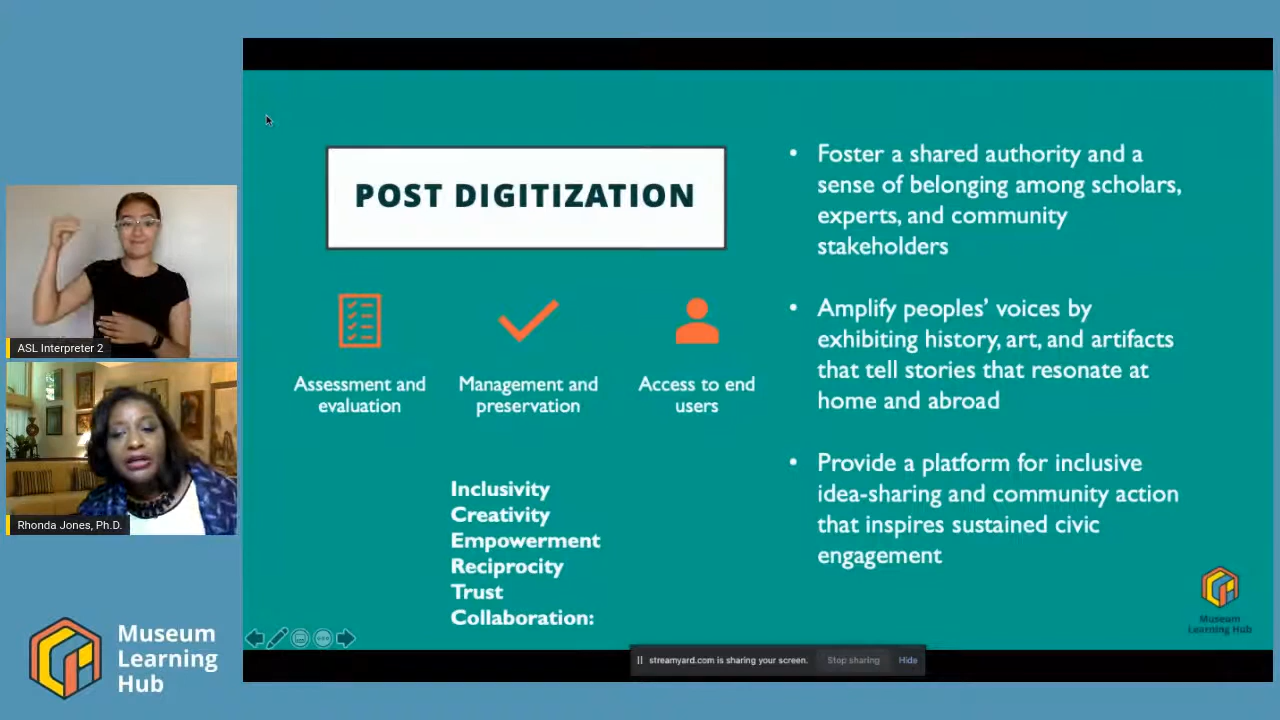 POST DIGITIZATION
Assessment and
evaluation
Management and
preservation
Access to end
users
Inclusivity
Creativity
Empowerment
Reciprocity
Trust
Collaboration:
• Foster a shared authority and a
sense of belonging among scholars,
experts, and community
stakeholders
• Amplify peoples’ voices by
exhibiting history, art, and artifacts
that tell stories that resonate at
home and abroad
• Provide a platform for inclusive
idea-sharing and community action
that inspires sustained civic
engagement
Museum
Learning Hub
streamyard.com is sharing your screen.
Stop sharing
Hide
ASL Interpreter 2
Rhonda Jones, Ph.D.
Museum
Learning
Hub